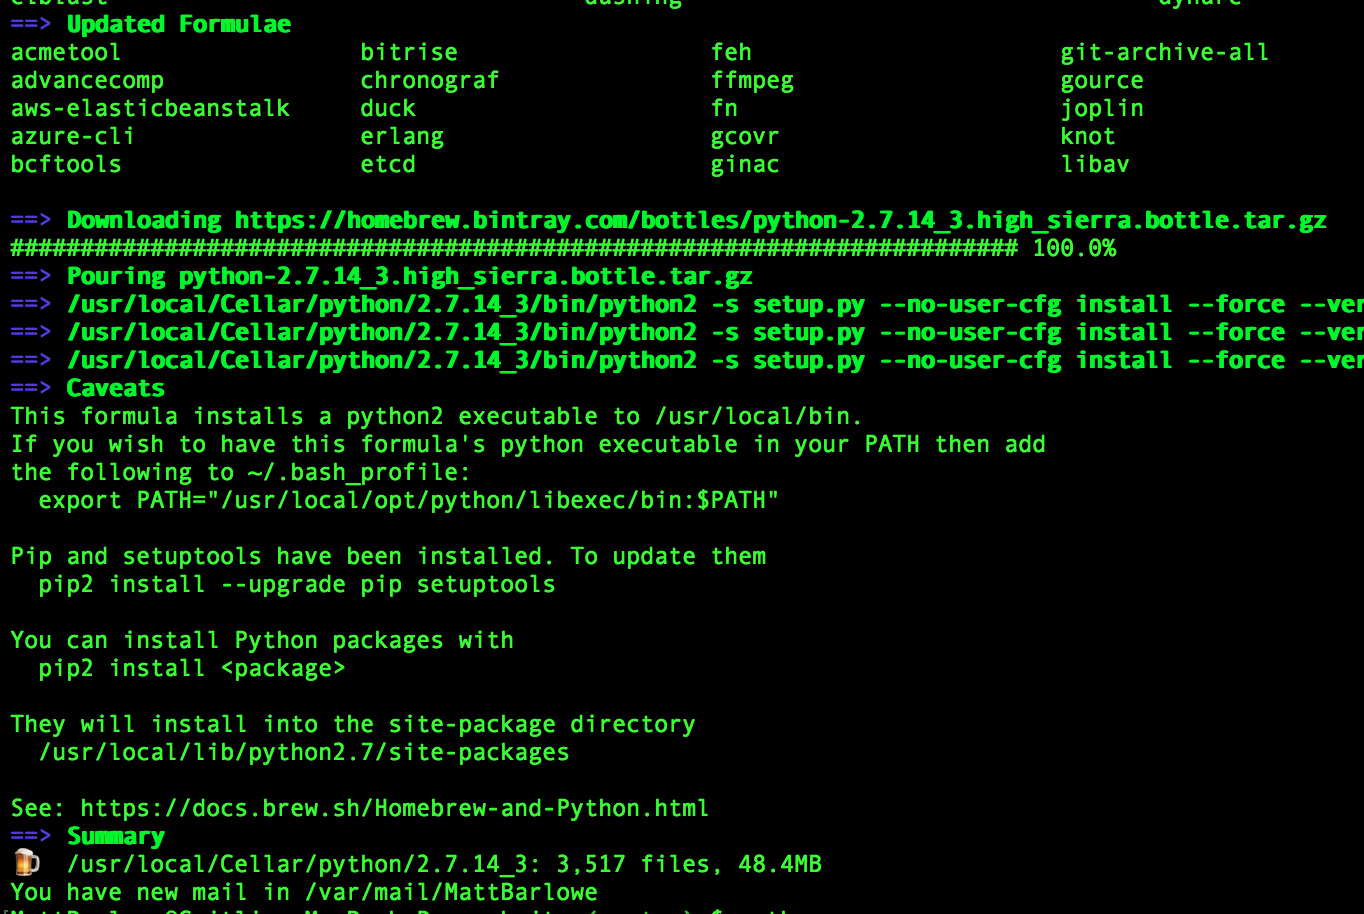 ==> Updated Formulae
acmetool bitrise feh git-archive-all
advancecomp chronograf ffmpeg gource
aws-elasticbeanstalk duck fn joplin
azure-cli erlang gcovr knot
bcftools etcd ginac libav
==> Downloading https://homebrew.bintray.com/bottles/python-2.7.14_3.high_sierra.bottle.tar.gz
######################################################################## 100.0%
==> Pouring python-2.7.14_3.high_sierra.bottle.tar.gz
==> /usr/local/Cellar/python/2.7.14_3/bin/python2 -s setup.py --no-user-cfg install --force --ver
==> /usr/local/Cellar/python/2.7.14_3/bin/python2 -s setup.py --no-user-cfg install --force --ver
==> /usr/local/Cellar/python/2.7.14_3/bin/python2 -s setup.py --no-user-cfg install --force --ver
==> Caveats
This formula installs a python2 executable to /usr/local/bin.
If you wish to have this formula's python executable in your PATH then add
the following to ~/.bash_profile:
export PATH="/usr/local/opt/python/libexec/bin:$PATH"
Pip and setuptools have been installed. To update them
pip2 install --upgrade pip setuptools
You can install Python packages with
pip2 install <package>
They will install into the site-package directory
/usr/local/lib/python2.7/site-packages
See: https://docs.brew.sh/Homebrew-and-Python.html
==> Summary
🍺 /usr/local/Cellar/python/2.7.14_3: 3,517 files, 48.4MB
You have new mail in /var/mail/MattBarlowe